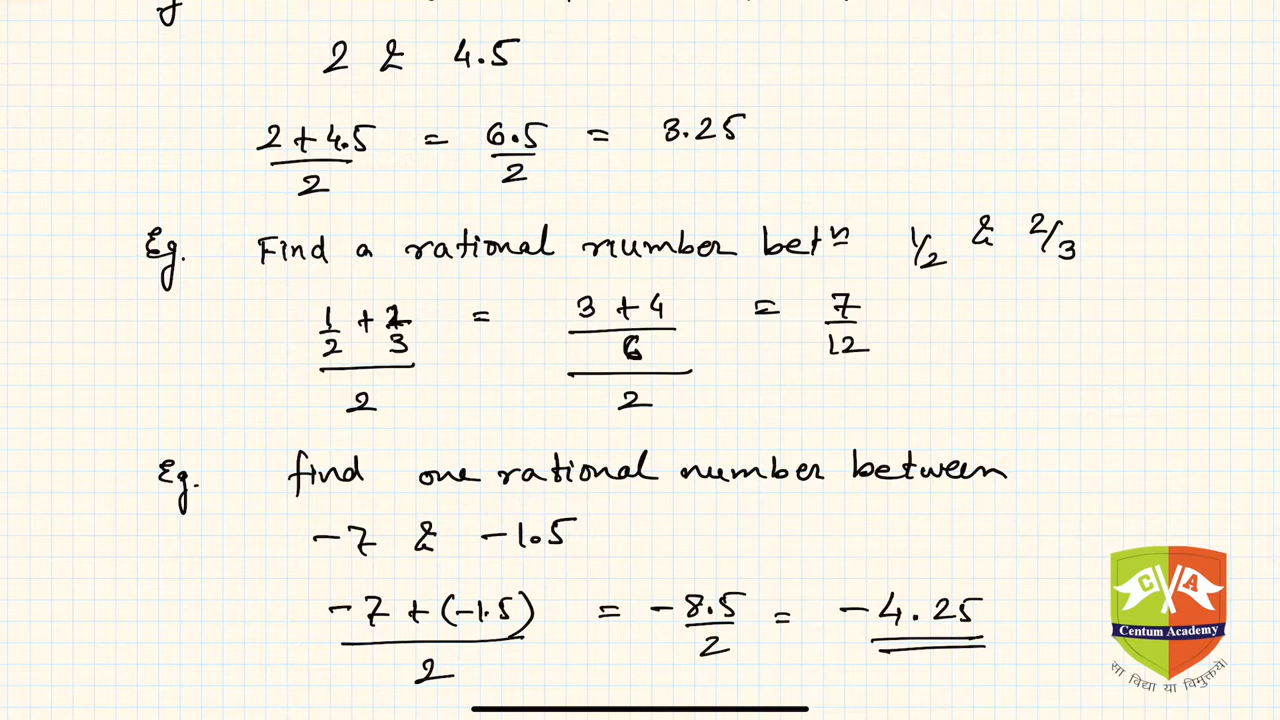 2 & 4.5
2 + 4.5 / 2 = 6.5 / 2 = 3.25
Eg. Find a rational number betn 1/2 & 2/3
1/2 + 2/3 / 2 = 3 + 4 / 6 / 2 = 7 / 12
Eg. find one rational number between
-7 & -1.5
-7 + (-1.5) / 2 = -8.5 / 2 = -4.25
C A
Centum Academy
सा विद्या या विमुक्तये।